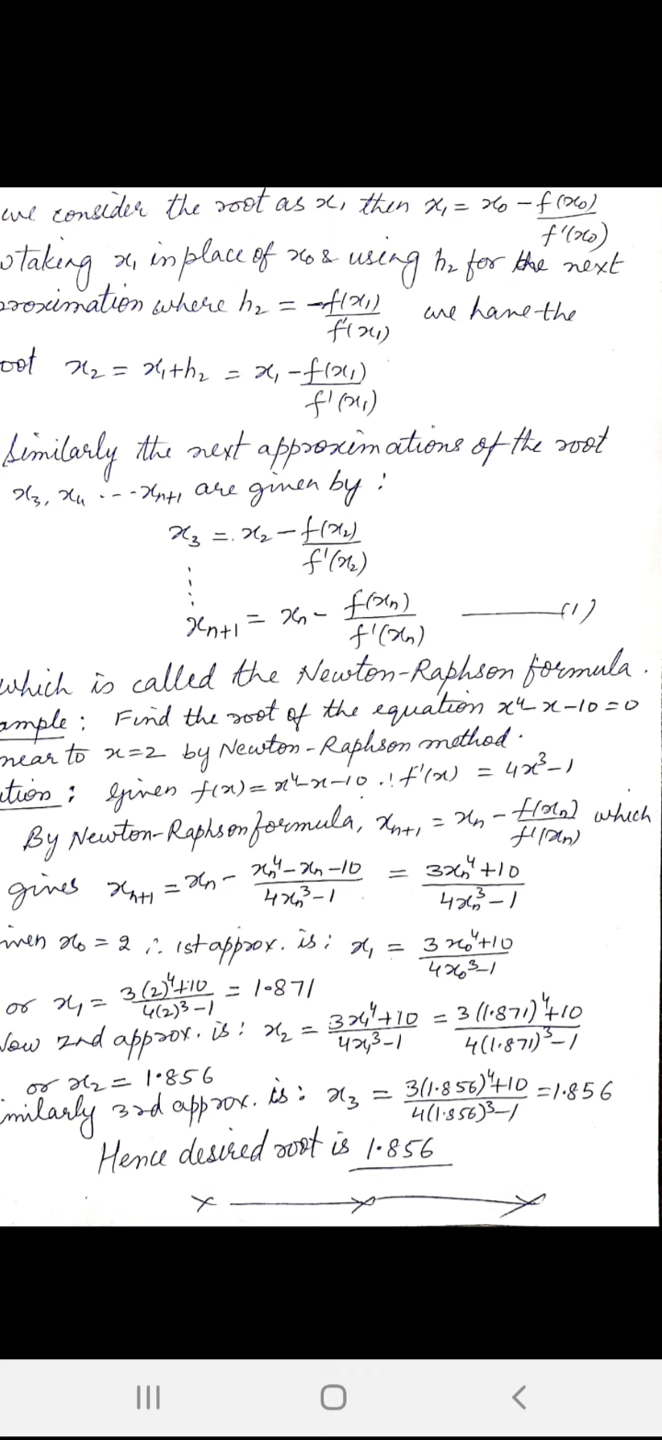 we consider the root as x₁ then x₁ = x₀ - f(x₀)/f'(x₀)
taking x₁ in place of x₀ & using h₂ for the next
roximation where h₂ = -f(x₁)/f'(x₁) we have the
oot x₂ = x₁+h₂ = x₁ - f(x₁)/f'(x₁)
Similarly the next approximations of the root
x₃, x₄ ---- xₙ₊₁ are given by :
x₃ = x₂ - f(x₂)/f'(x₂)
⋮
xₙ₊₁ = xₙ - f(xₙ)/f'(xₙ) ——(1)
which is called the Newton-Raphson formula.
ample : Find the root of the equation x⁴-x-10=0
near to x=2 by Newton-Raphson method.
tion : Given f(x) = x⁴-x-10 ∴ f'(x) = 4x³-1
By Newton-Raphson formula, xₙ₊₁ = xₙ - f(xₙ)/f'(xₙ) which
gives xₙ₊₁ = xₙ - (xₙ⁴-xₙ-10)/(4xₙ³-1) = (3xₙ⁴+10)/(4xₙ³-1)
iven x₀ = 2 ∴ 1st approx. is : x₁ = (3x₀⁴+10)/(4x₀³-1)
or x₁ = (3(2)⁴+10)/(4(2)³-1) = 1.871
Now 2nd approx. is : x₂ = (3x₁⁴+10)/(4x₁³-1) = (3(1.871)⁴+10)/(4(1.871)³-1)
or x₂ = 1.856
imilarly 3rd approx. is : x₃ = (3(1.856)⁴+10)/(4(1.856)³-1) = 1.856
Hence desired root is 1.856